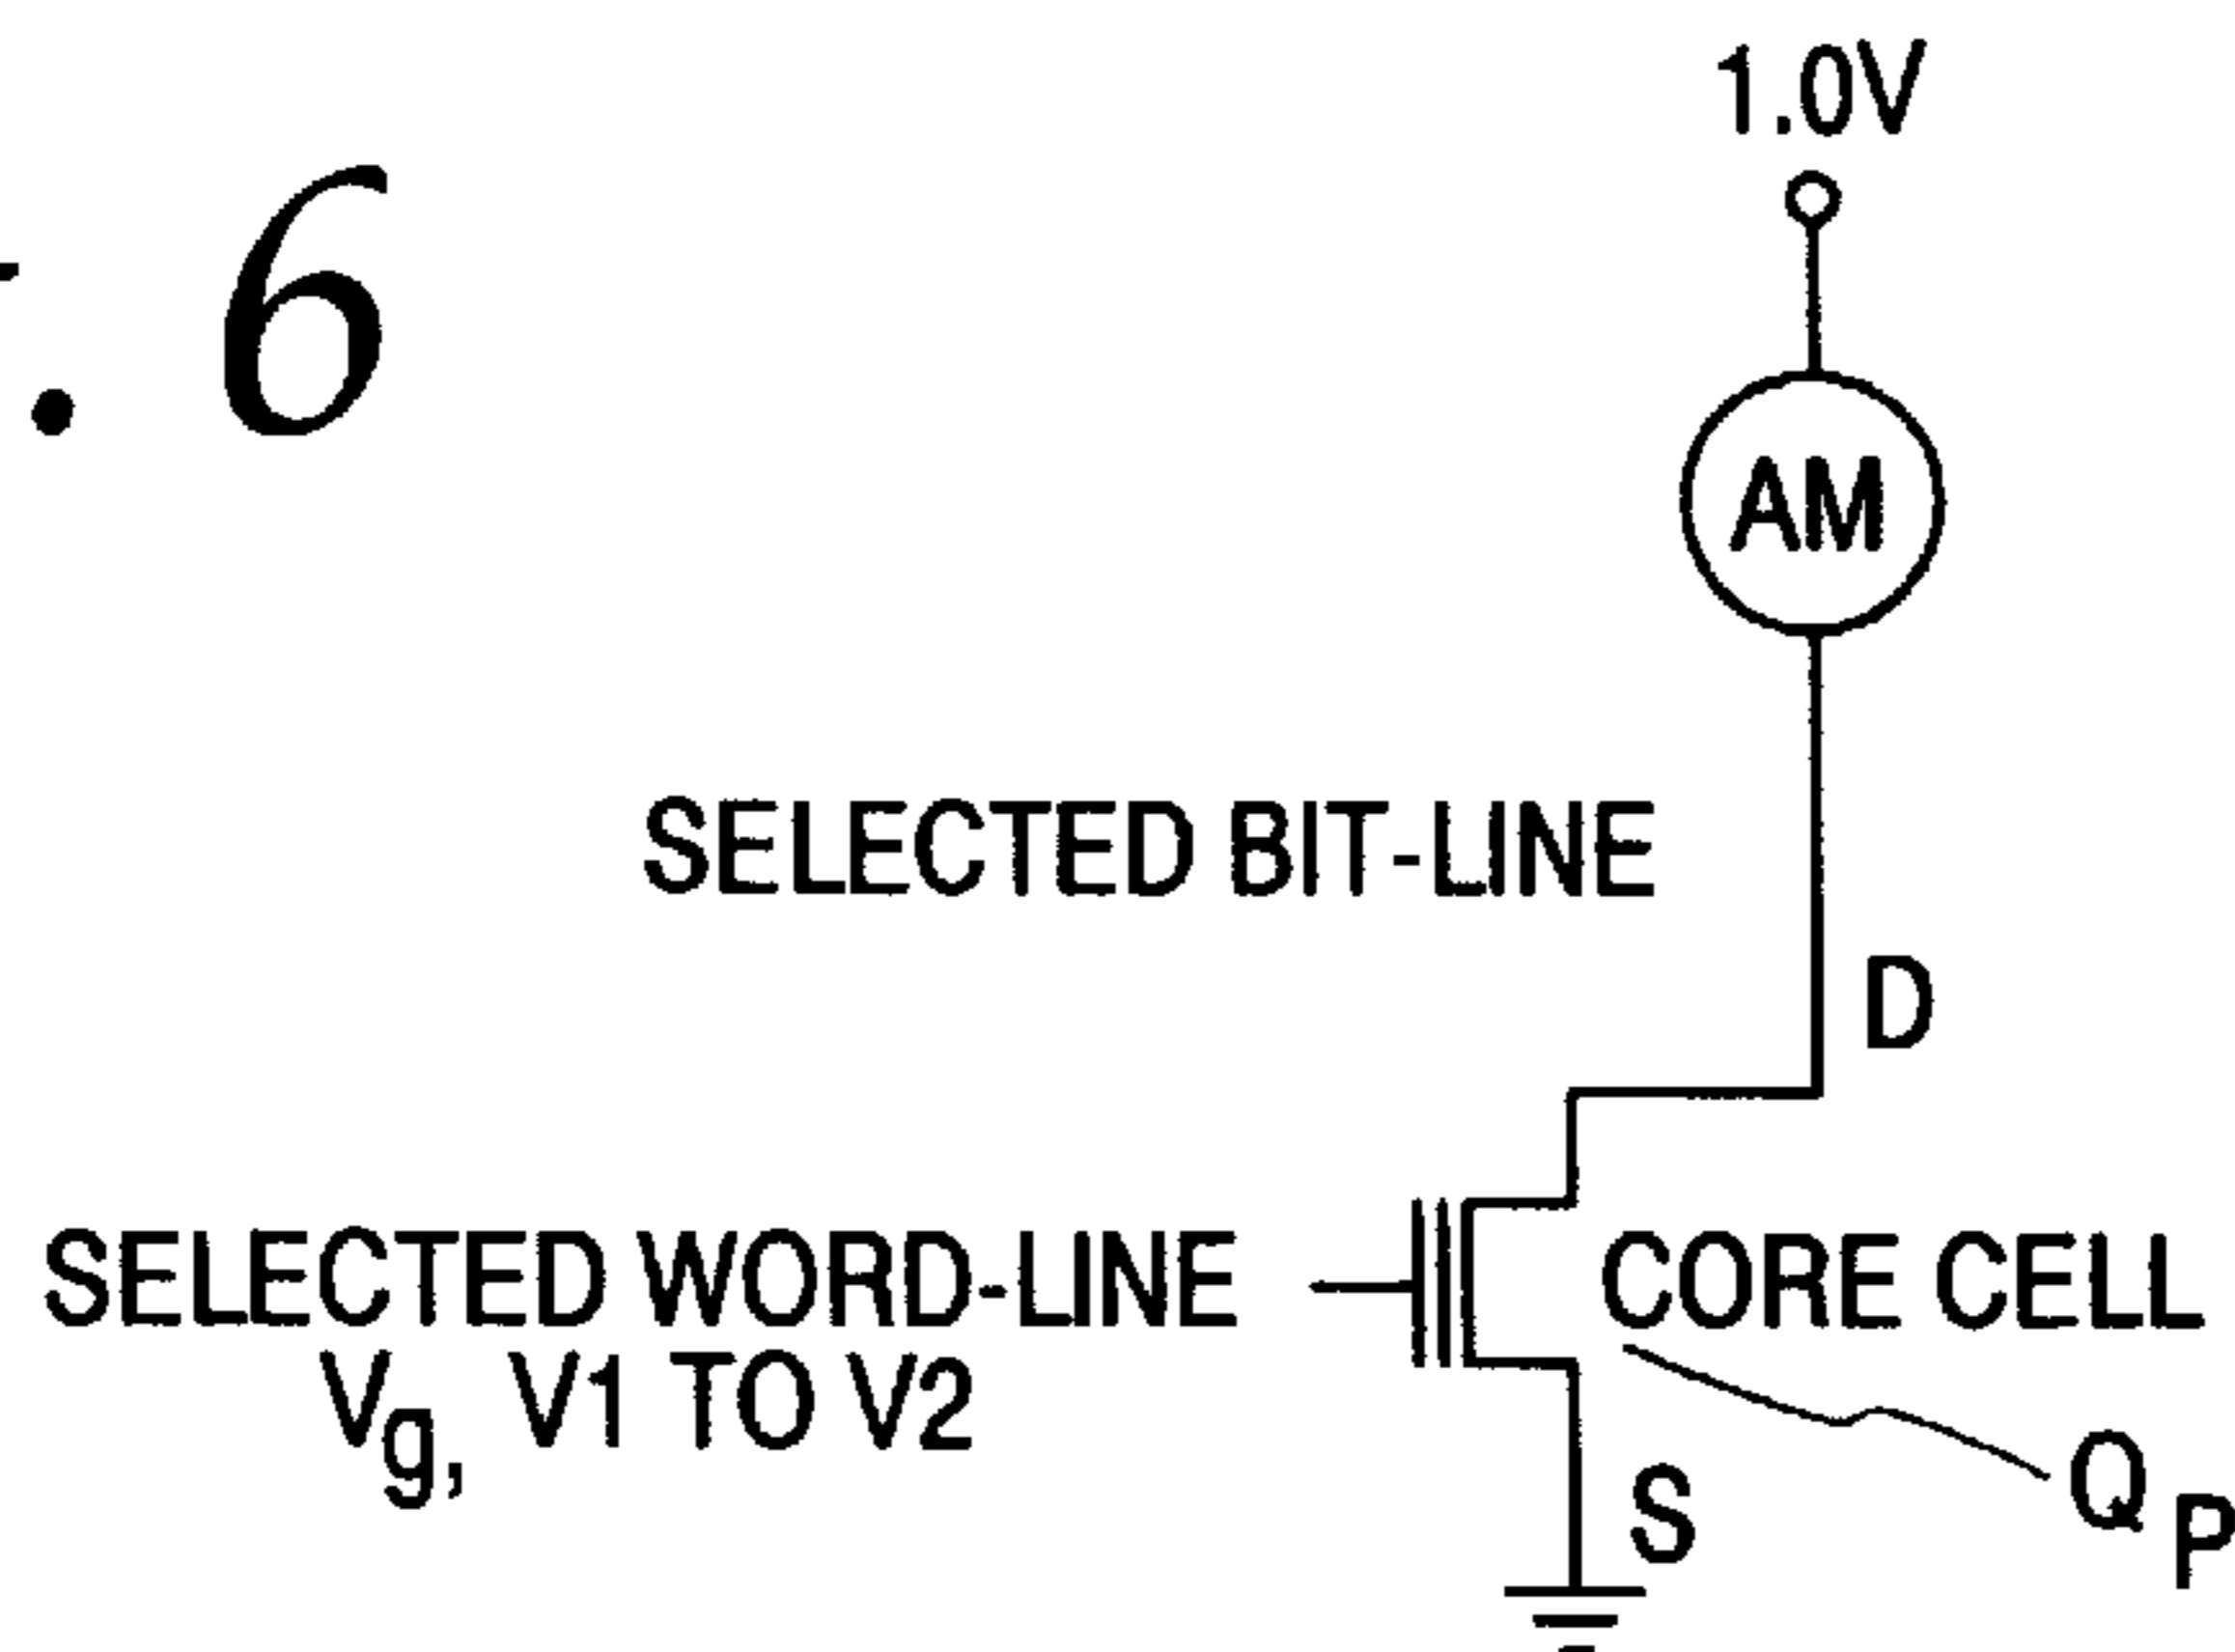 . 6
1.0V
AM
SELECTED BIT-LINE
D
SELECTED WORD-LINE
Vg, V1 TO V2
CORE CELL
S
QP